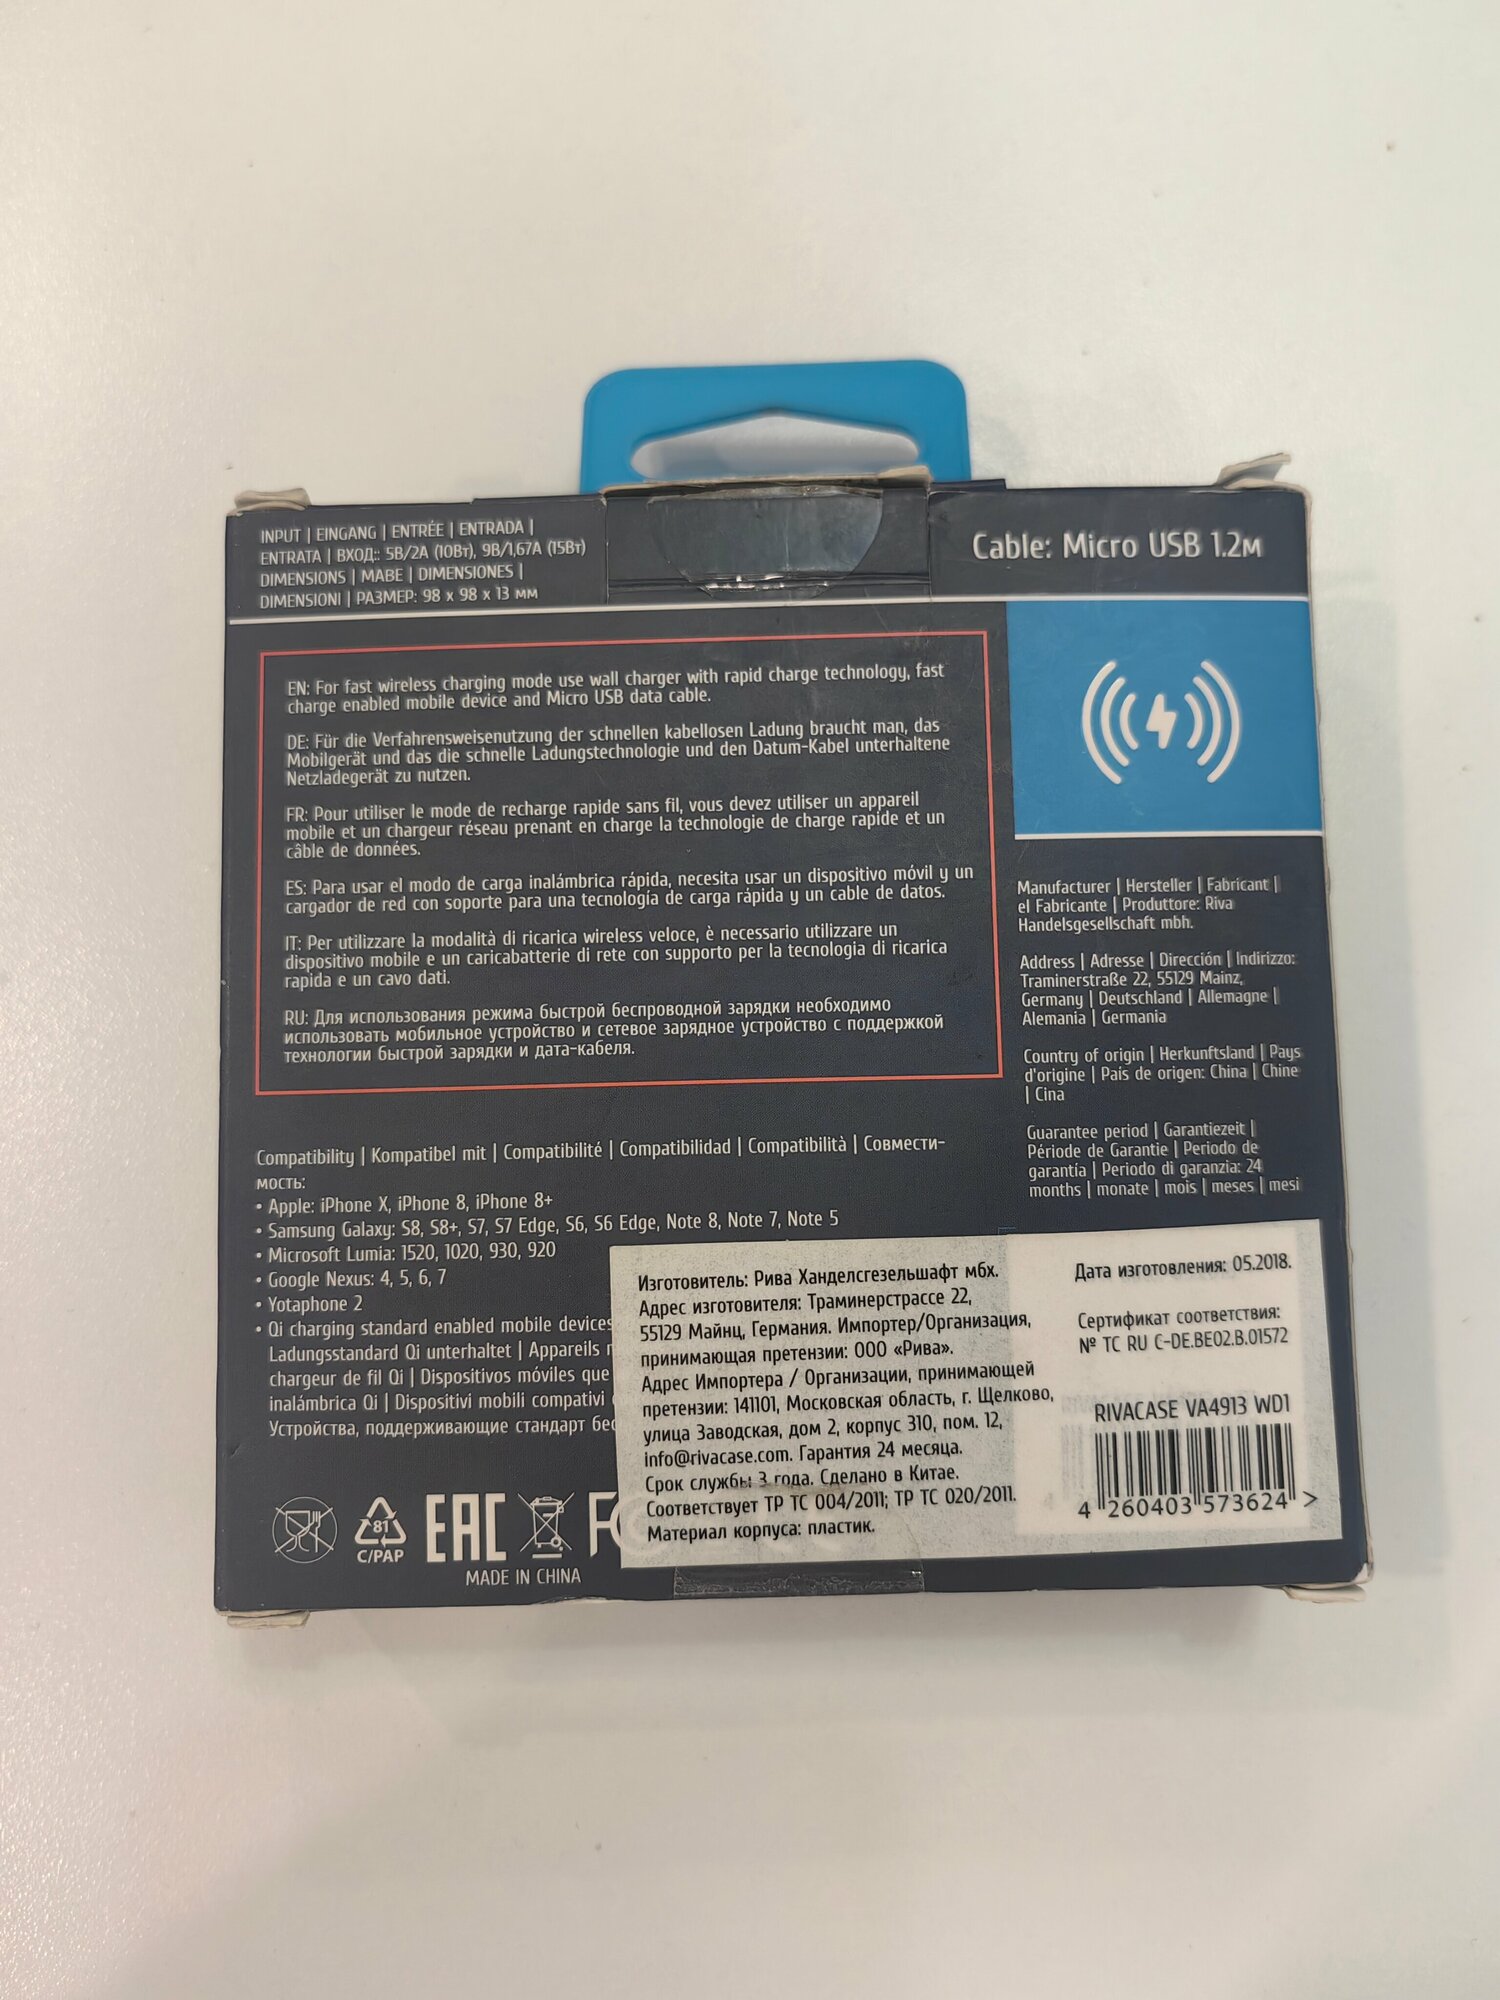 INPUT | EINGANG | ENTRÉE | ENTRADA |
ENTRATA | ВХОД:: 5В/2А (10Вт), 9В/1,67А (15Вт)
DIMENSIONS | MABE | DIMENSIONES |
DIMENSIONI | РАЗМЕР: 98 x 98 x 13 мм
Cable: Micro USB 1.2м
EN: For fast wireless charging mode use wall charger with rapid charge technology, fast
charge enabled mobile device and Micro USB data cable.
DE: Für die Verfahrensweisenutzung der schnellen kabellosen Ladung braucht man, das
Mobilgerät und das die schnelle Ladungstechnologie und den Datum-Kabel unterhaltene
Netzladegerät zu nutzen.
FR: Pour utiliser le mode de recharge rapide sans fil, vous devez utiliser un appareil
mobile et un chargeur réseau prenant en charge la technologie de charge rapide et un
câble de données.
ES: Para usar el modo de carga inalámbrica rápida, necesita usar un dispositivo móvil y un
cargador de red con soporte para una tecnología de carga rápida y un cable de datos.
IT: Per utilizzare la modalità di ricarica wireless veloce, è necessario utilizzare un
dispositivo mobile e un caricabatterie di rete con supporto per la tecnologia di ricarica
rapida e un cavo dati.
RU: Для использования режима быстрой беспроводной зарядки необходимо
использовать мобильное устройство и сетевое зарядное устройство с поддержкой
технологии быстрой зарядки и дата-кабеля.
Manufacturer | Hersteller | Fabricant |
el Fabricante | Produttore: Riva
Handelsgesellschaft mbh.
Address | Adresse | Dirección | Indirizzo:
Traminerstraße 22, 55129 Mainz,
Germany | Deutschland | Allemagne |
Alemania | Germania
Country of origin | Herkunftsland | Pays
d'origine | País de origen: China | Chine
| Cina
Guarantee period | Garantiezeit |
Période de Garantie | Periodo de
garantía | Periodo di garanzia: 24
months | monate | mois | meses | mesi
Compatibility | Kompatibel mit | Compatibilité | Compatibilidad | Compatibilità | Совмести-
мость:
• Apple: iPhone X, iPhone 8, iPhone 8+
• Samsung Galaxy: S8, S8+, S7, S7 Edge, S6, S6 Edge, Note 8, Note 7, Note 5
• Microsoft Lumia: 1520, 1020, 930, 920
• Google Nexus: 4, 5, 6, 7
• Yotaphone 2
• Qi charging standard enabled mobile devices
Ladungsstandard Qi unterhaltet | Appareils
chargeur de fil Qi | Dispositivos móviles que
inalámbrica Qi | Dispositivi mobili compativi
Устройства, поддерживающие стандарт
81
C/PAP
EAC
MADE IN CHINA
Изготовитель: Рива Ханделсгезельшафт мбх.
Адрес изготовителя: Траминерстрассе 22,
55129 Майнц, Германия. Импортер/Организация,
принимающая претензии: ООО «Рива».
Адрес Импортера / Организации, принимающей
претензии: 141101, Московская область, г. Щелково,
улица Заводская, дом 2, корпус 310, пом. 12,
info@rivacase.com. Гарантия 24 месяца.
Срок службы 3 года. Сделано в Китае.
Соответствует ТР ТС 004/2011; ТР ТС 020/2011.
Материал корпуса: пластик.
Дата изготовления: 05.2018.
Сертификат соответствия:
№ ТС RU С-DE.BE02.B.01572
RIVACASE VA4913 WD1
4 260403 573624 >